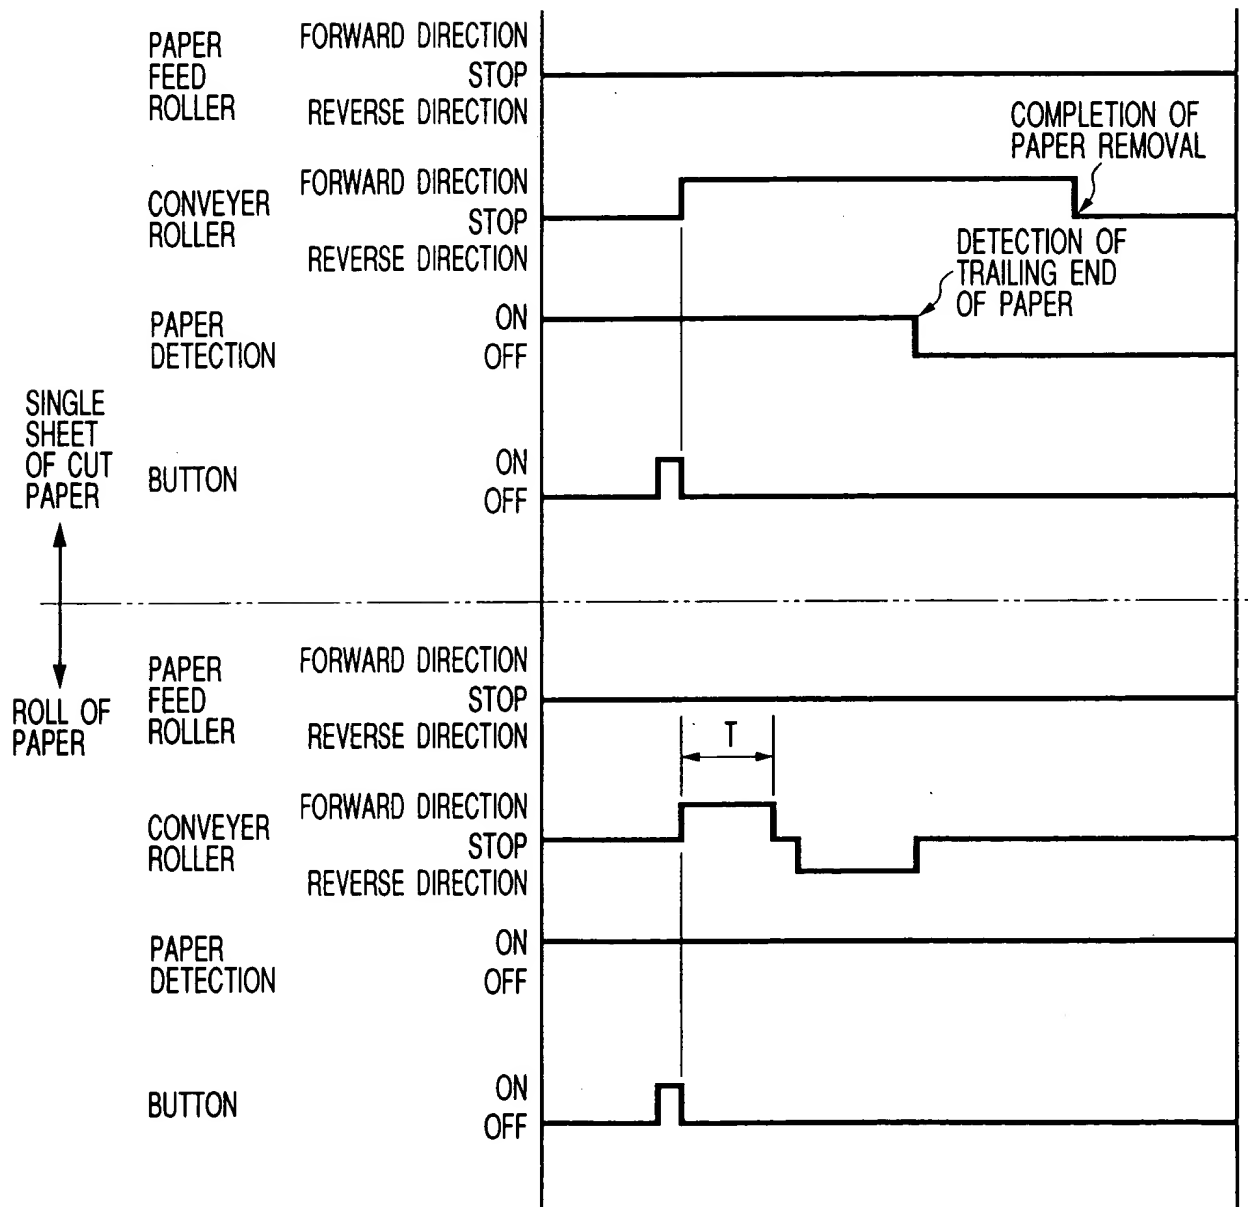 PAPER
FEED
ROLLER
FORWARD DIRECTION
STOP
REVERSE DIRECTION
COMPLETION OF
PAPER REMOVAL
CONVEYER
ROLLER
FORWARD DIRECTION
STOP
REVERSE DIRECTION
DETECTION OF
TRAILING END
OF PAPER
PAPER
DETECTION
ON
OFF
SINGLE
SHEET
OF CUT
PAPER
BUTTON
ON
OFF
ROLL OF
PAPER
PAPER
FEED
ROLLER
FORWARD DIRECTION
STOP
REVERSE DIRECTION
T
CONVEYER
ROLLER
FORWARD DIRECTION
STOP
REVERSE DIRECTION
PAPER
DETECTION
ON
OFF
BUTTON
ON
OFF